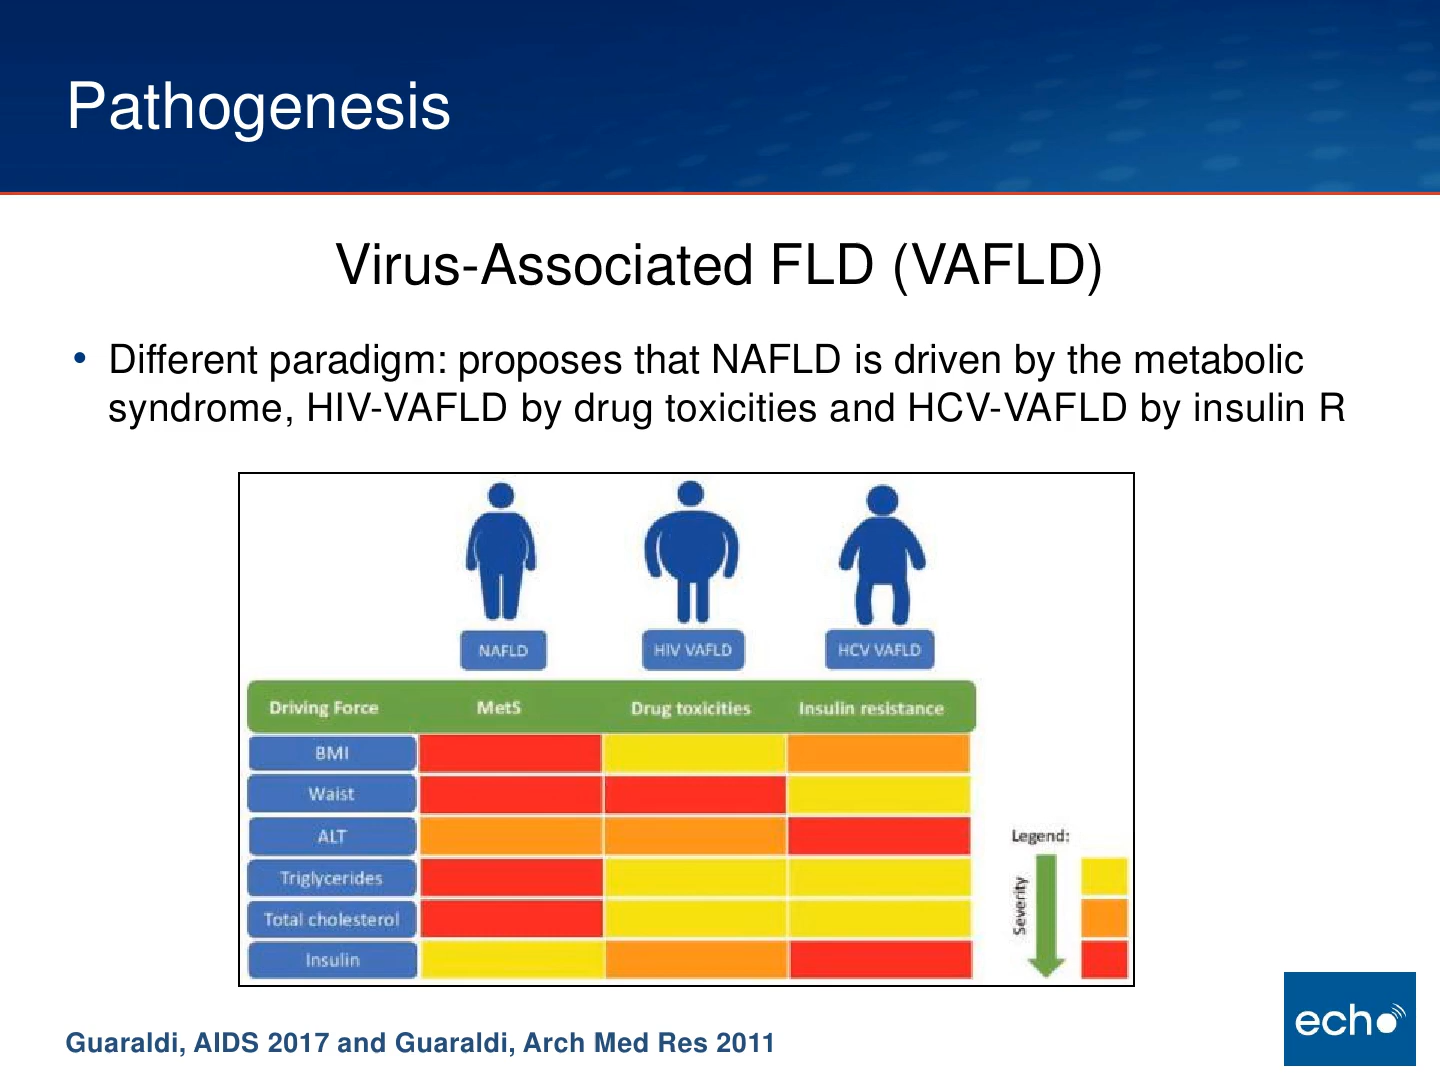 Pathogenesis
Virus-Associated FLD (VAFLD)
• Different paradigm: proposes that NAFLD is driven by the metabolic
syndrome, HIV-VAFLD by drug toxicities and HCV-VAFLD by insulin R
NAFLD HIV VAFLD HCV VAFLD
Driving Force MetS Drug toxicities Insulin resistance
BMI
Waist
ALT
Triglycerides
Total cholesterol
Insulin
Legend:
Severity
echo
Guaraldi, AIDS 2017 and Guaraldi, Arch Med Res 2011